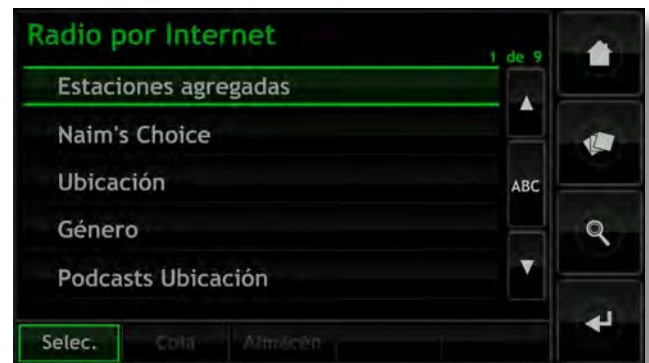 Radio por Internet
1 de 9
Estaciones agregadas
Naim's Choice
Ubicación
ABC
Género
Podcasts Ubicación
Selec. Cola Almacén